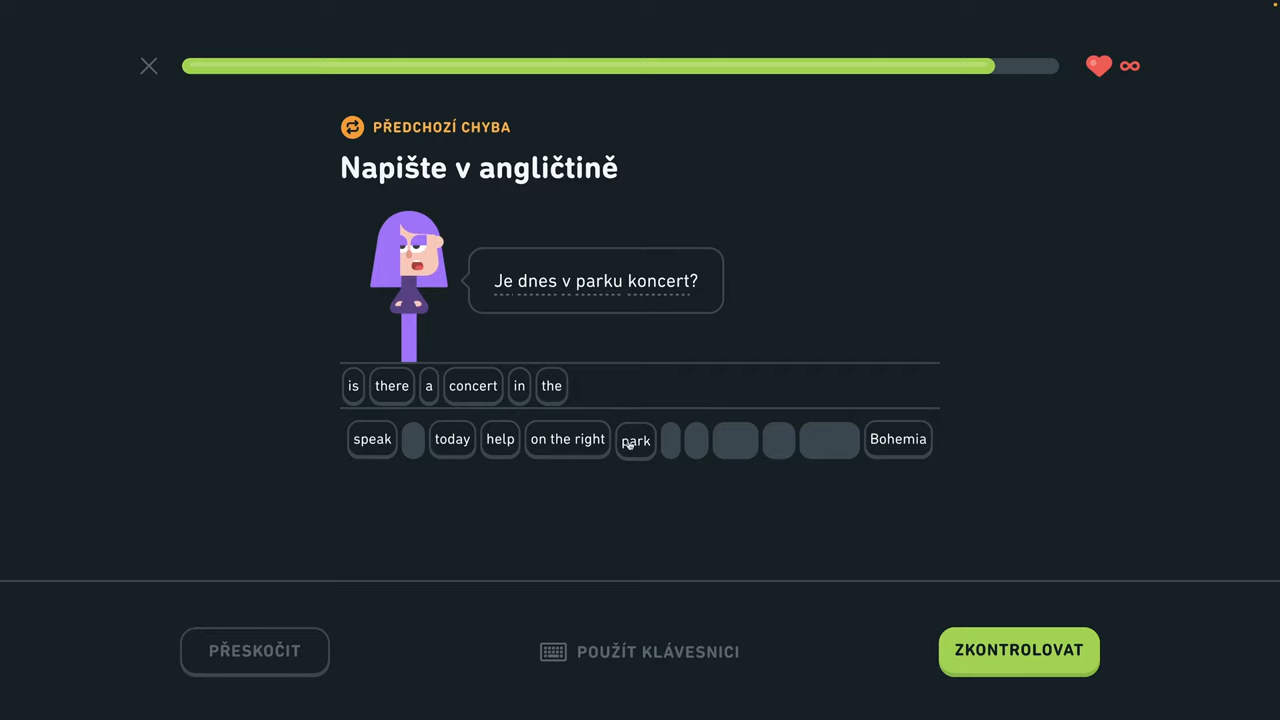 PŘEDCHOZÍ CHYBA
Napište v angličtině
Je dnes v parku koncert?
is there a concert in the
speak today help on the right park Bohemia
PŘESKOČIT POUŽÍT KLÁVESNICI ZKONTROLOVAT